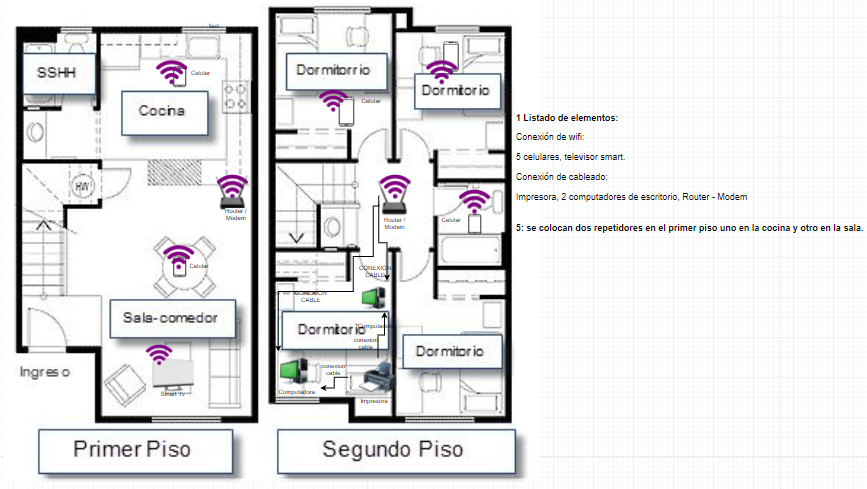 Text
SSHH
Celular
Cocina
HW
Router /
Modem
Celular
Sala-comedor
Smart Tv
Ingreso
Primer Piso
Dormitorrio
Celular
Dormitorio
Router /
Modem
Celular
CONEXION
CABLE
CONEXION
CABLE
Dormitorio
Computadora
conexion
cable
conexion
cable
Computadora
Impresora
Dormitorio
Segundo Piso
1 Listado de elementos:
Conexión de wifi:
5 celulares, televisor smart.
Conexión de cableado:
Impresora, 2 computadores de escritorio, Router - Modem
5: se colocan dos repetidores en el primer piso uno en la cocina y otro en la sala.